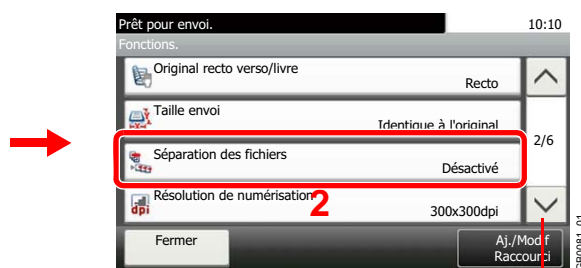 Prêt pour envoi. 10:10
Fonctions.
Original recto verso/livre
Recto
Taille envoi
Identique à l'original
2/6
Séparation des fichiers
Désactivé
Résolution de numérisation
2
dpi
300x300dpi
Fermer
Aj./Modif
Raccourci